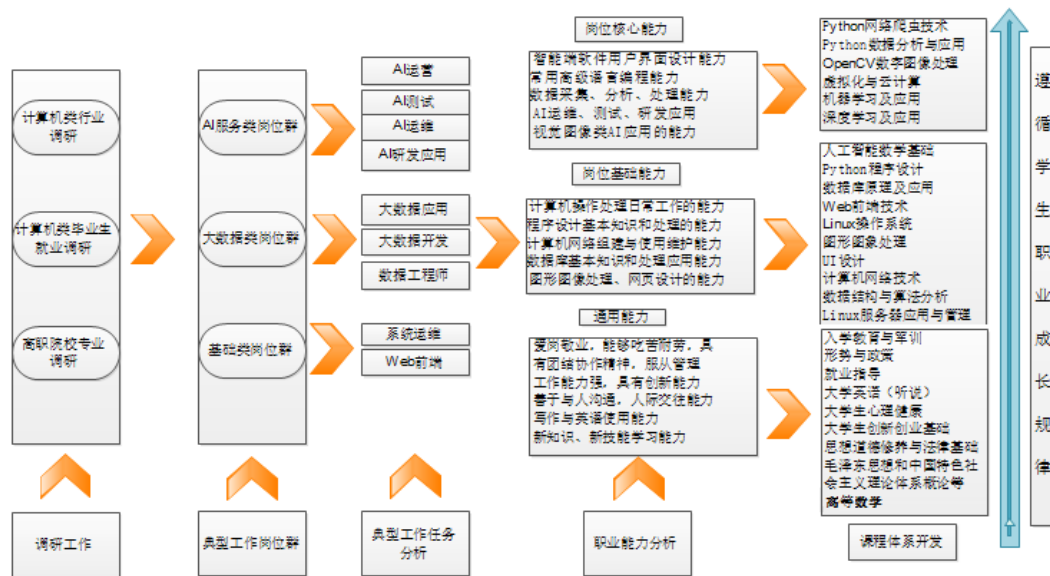 计算机类行业
调研
计算机类毕业生
就业调研
高职院校专业
调研
调研工作
AI服务类岗位群
大数据类岗位群
基础类岗位群
典型工作岗位群
AI运营
AI测试
AI运维
AI研发应用
大数据应用
大数据开发
数据工程师
系统运维
Web前端
典型工作任务
分析
岗位核心能力
智能端软件用户界面设计能力
常用高级语言编程能力
数据采集、分析、处理能力
AI运维、测试、研发应用
视觉图像类AI应用的能力
岗位基础能力
计算机操作处理日常工作的能力
程序设计基本知识和处理的能力
计算机网络组建与使用维护能力
数据库基本知识和处理应用能力
图形图像处理、网页设计的能力
通用能力
爱岗敬业，能够吃苦耐劳，具
有团结协作精神，服从管理
工作能力强，具有创新能力
善于与人沟通，人际交往能力
写作与英语使用能力
新知识、新技能学习能力
职业能力分析
Python网络爬虫技术
Python数据分析与应用
OpenCV数字图像处理
虚拟化与云计算
机器学习及应用
深度学习及应用
人工智能数学基础
Python程序设计
数据库原理及应用
Web前端技术
Linux操作系统
图形图象处理
UI设计
计算机网络技术
数据结构与算法分析
Linux服务器应用与管理
入学教育与军训
形势与政策
就业指导
大学英语（听说）
大学生心理健康
大学生创新创业基础
思想道德修养与法律基础
毛泽东思想和中国特色社
会主义理论体系概论等
高等数学
课程体系开发
遵
循
学
生
职
业
成
长
规
律